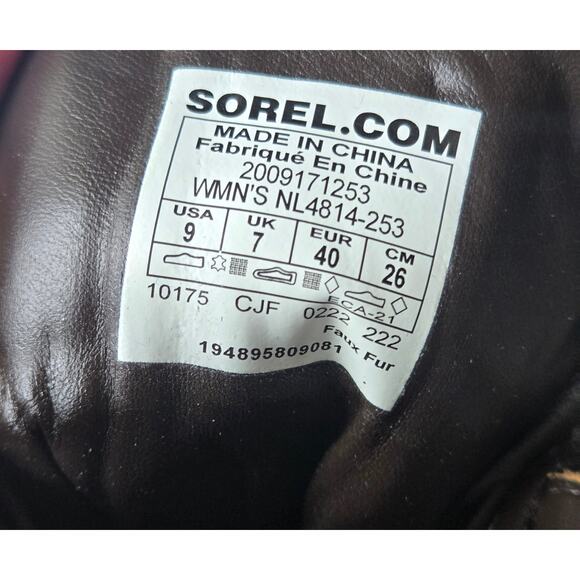 SOREL.COM
MADE IN CHINA
Fabriqué En Chine
2009171253
WMN'S NL4814-253
USA UK EUR CM
9 7 40 26
ECA-21
10175 CJF 0222 222
Faux Fur
194895809081